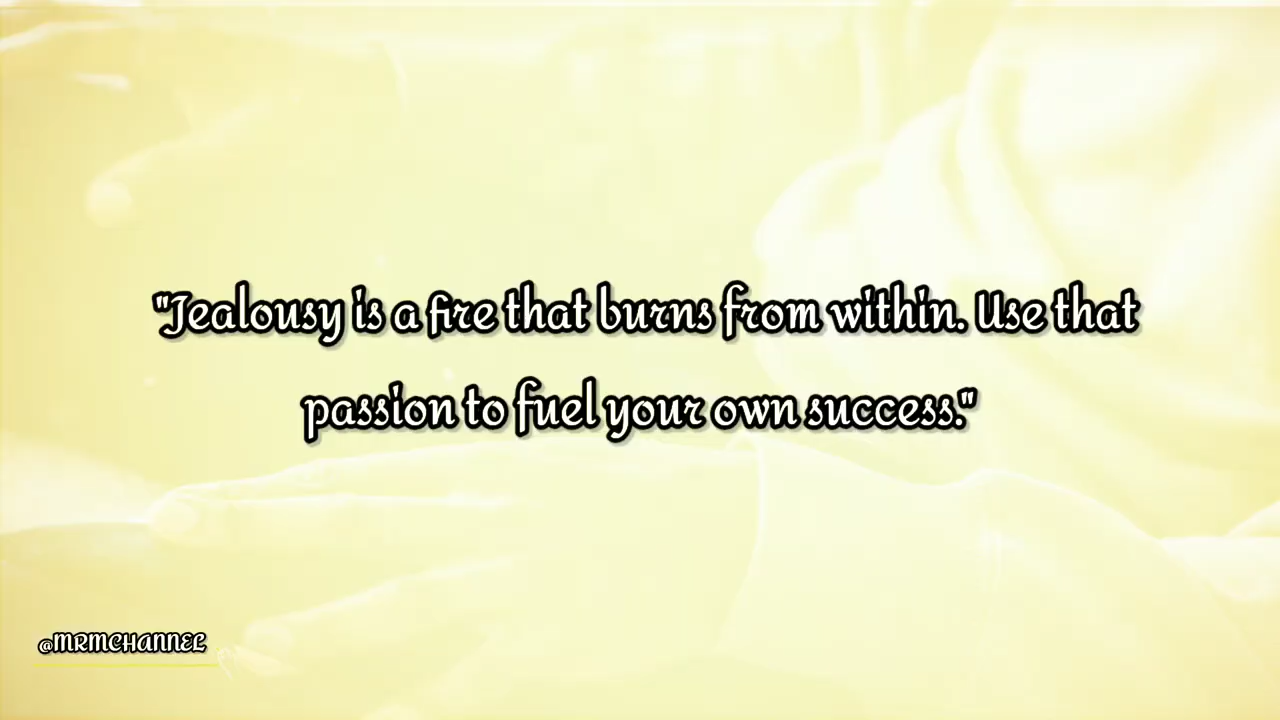 "Jealousy is a fire that burns from within. Use that
passion to fuel your own success."
@MRMCHANNEL